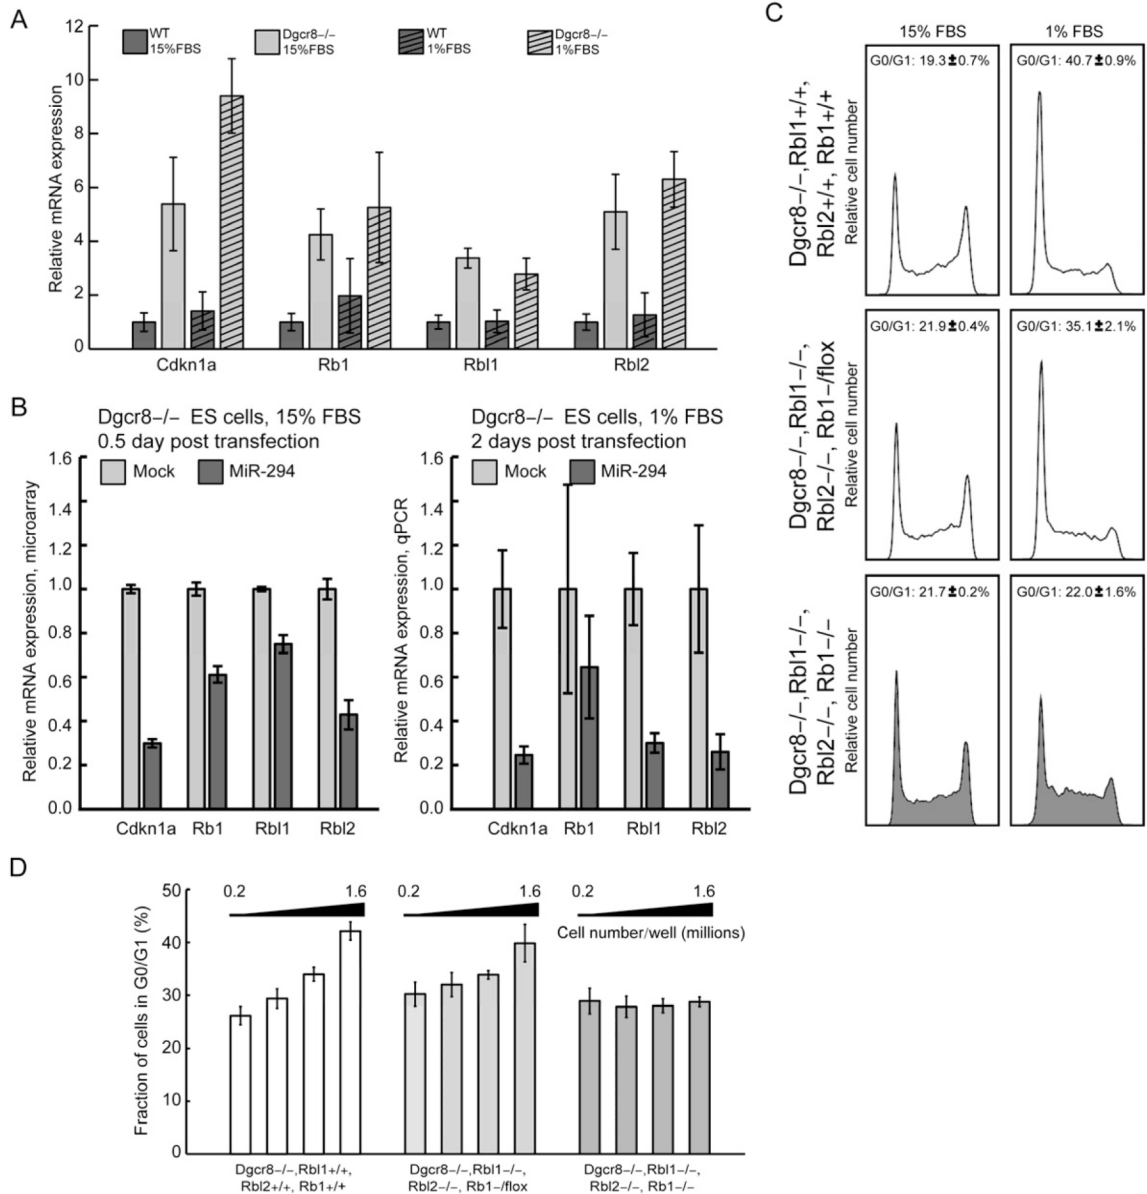 A
12
10
8
6
4
2
0
Relative mRNA expression
WT
15%FBS
Dgcr8−/−
15%FBS
WT
1%FBS
Dgcr8−/−
1%FBS
Cdkn1a
Rb1
Rbl1
Rbl2
B
Dgcr8−/− ES cells, 15% FBS
0.5 day post transfection
Mock
MiR-294
1.6
1.4
1.2
1.0
0.8
0.6
0.4
0.2
0.0
Relative mRNA expression, microarray
Cdkn1a
Rb1
Rbl1
Rbl2
Dgcr8−/− ES cells, 1% FBS
2 days post transfection
Mock
MiR-294
1.6
1.4
1.2
1.0
0.8
0.6
0.4
0.2
0.0
Relative mRNA expression, qPCR
Cdkn1a
Rb1
Rbl1
Rbl2
C
15% FBS
1% FBS
Dgcr8−/−,Rbl1+/+,
Rbl2+/+, Rb1+/+
Relative cell number
G0/G1: 19.3±0.7%
G0/G1: 40.7±0.9%
Dgcr8−/−,Rbl1−/−,
Rbl2−/−, Rb1−/flox
Relative cell number
G0/G1: 21.9±0.4%
G0/G1: 35.1±2.1%
Dgcr8−/−,Rbl1−/−,
Rbl2−/−, Rb1−/−
Relative cell number
G0/G1: 21.7±0.2%
G0/G1: 22.0±1.6%
D
50
40
30
20
10
0
Fraction of cells in G0/G1 (%)
0.2
1.6
0.2
1.6
0.2
1.6
Cell number/well (millions)
Dgcr8−/−,Rbl1+/+,
Rbl2+/+, Rb1+/+
Dgcr8−/−,Rbl1−/−,
Rbl2−/−, Rb1−/flox
Dgcr8−/−,Rbl1−/−,
Rbl2−/−, Rb1−/−